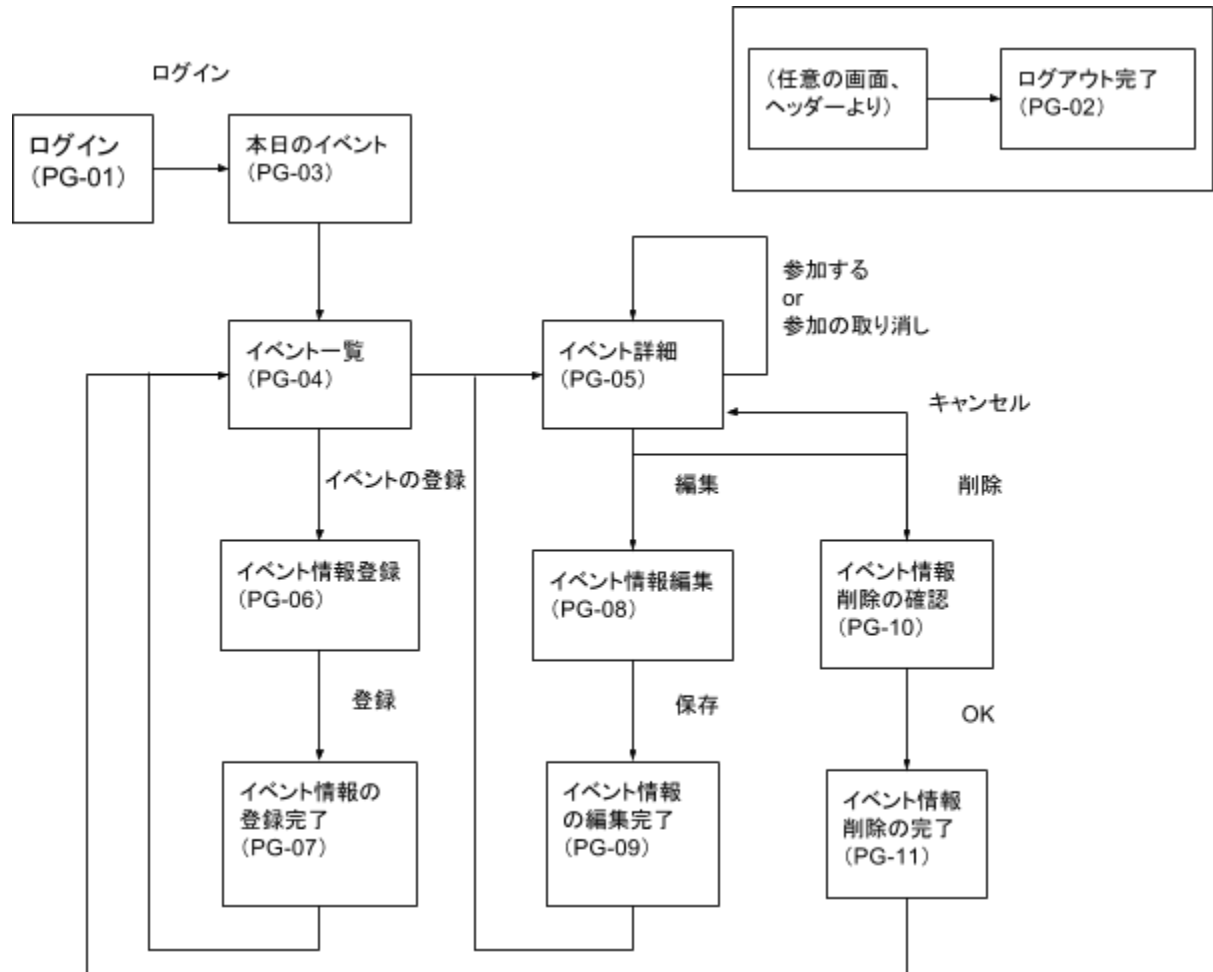 ログイン
ログイン
（PG-01）
本日のイベント
（PG-03）
（任意の画面、
ヘッダーより）
ログアウト完了
（PG-02）
イベント一覧
（PG-04）
イベント詳細
（PG-05）
参加する
or
参加の取り消し
キャンセル
イベントの登録
編集
削除
イベント情報登録
（PG-06）
イベント情報編集
（PG-08）
イベント情報
削除の確認
（PG-10）
登録
保存
OK
イベント情報の
登録完了
（PG-07）
イベント情報
の編集完了
（PG-09）
イベント情報
削除の完了
（PG-11）